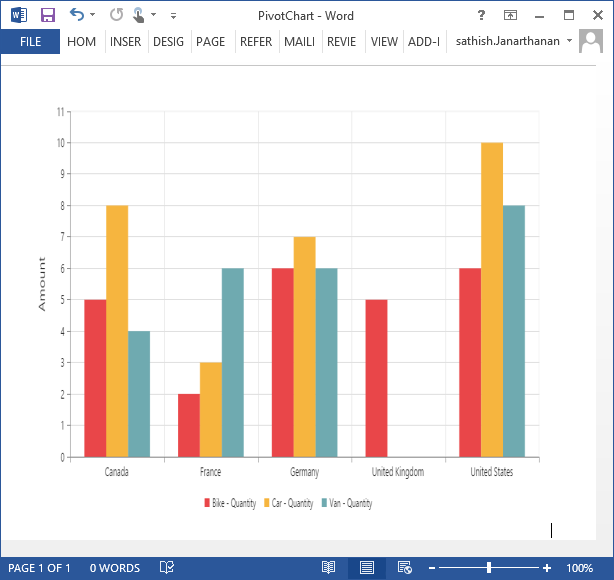 PivotChart - Word
FILE HOM INSER DESIG PAGE REFER MAILI REVIE VIEW ADD-I sathish.Janarthanan
11
10
9
8
7
6
5
4
3
2
1
0
Amount
Canada France Germany United Kingdom United States
Bike - Quantity Car - Quantity Van - Quantity
PAGE 1 OF 1 0 WORDS 100%